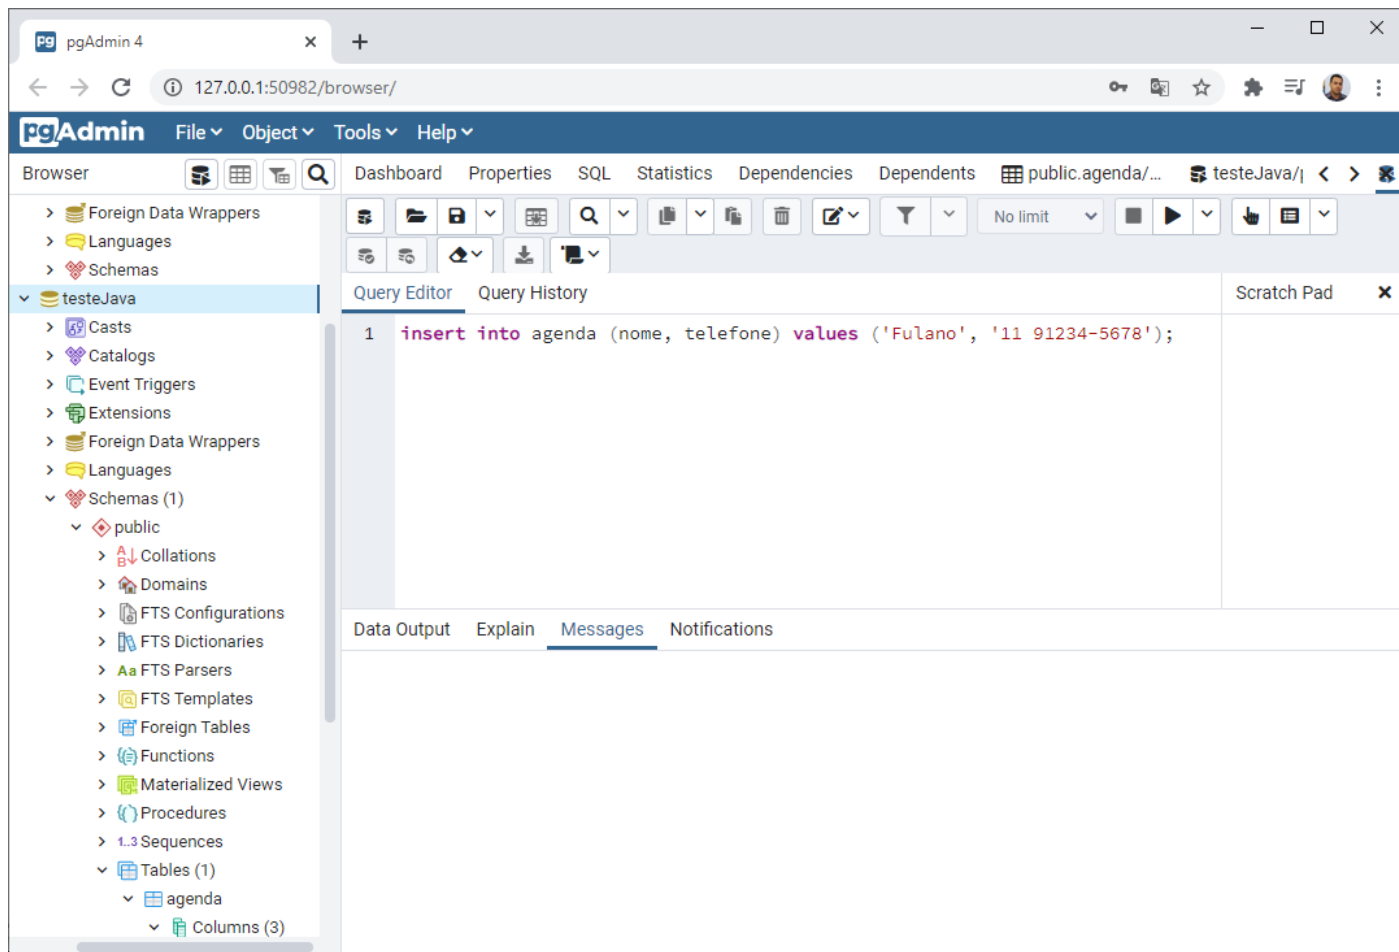 pgAdmin 4
127.0.0.1:50982/browser/
pgAdmin File Object Tools Help
Browser
Dashboard Properties SQL Statistics Dependencies Dependents public.agenda/... testeJava/p
Foreign Data Wrappers
Languages
Schemas
testeJava
Casts
Catalogs
Event Triggers
Extensions
Foreign Data Wrappers
Languages
Schemas (1)
public
Collations
Domains
FTS Configurations
FTS Dictionaries
Aa FTS Parsers
FTS Templates
Foreign Tables
Functions
Materialized Views
Procedures
1..3 Sequences
Tables (1)
agenda
Columns (3)
No limit
Query Editor Query History
Scratch Pad
1 insert into agenda (nome, telefone) values ('Fulano', '11 91234-5678');
Data Output Explain Messages Notifications